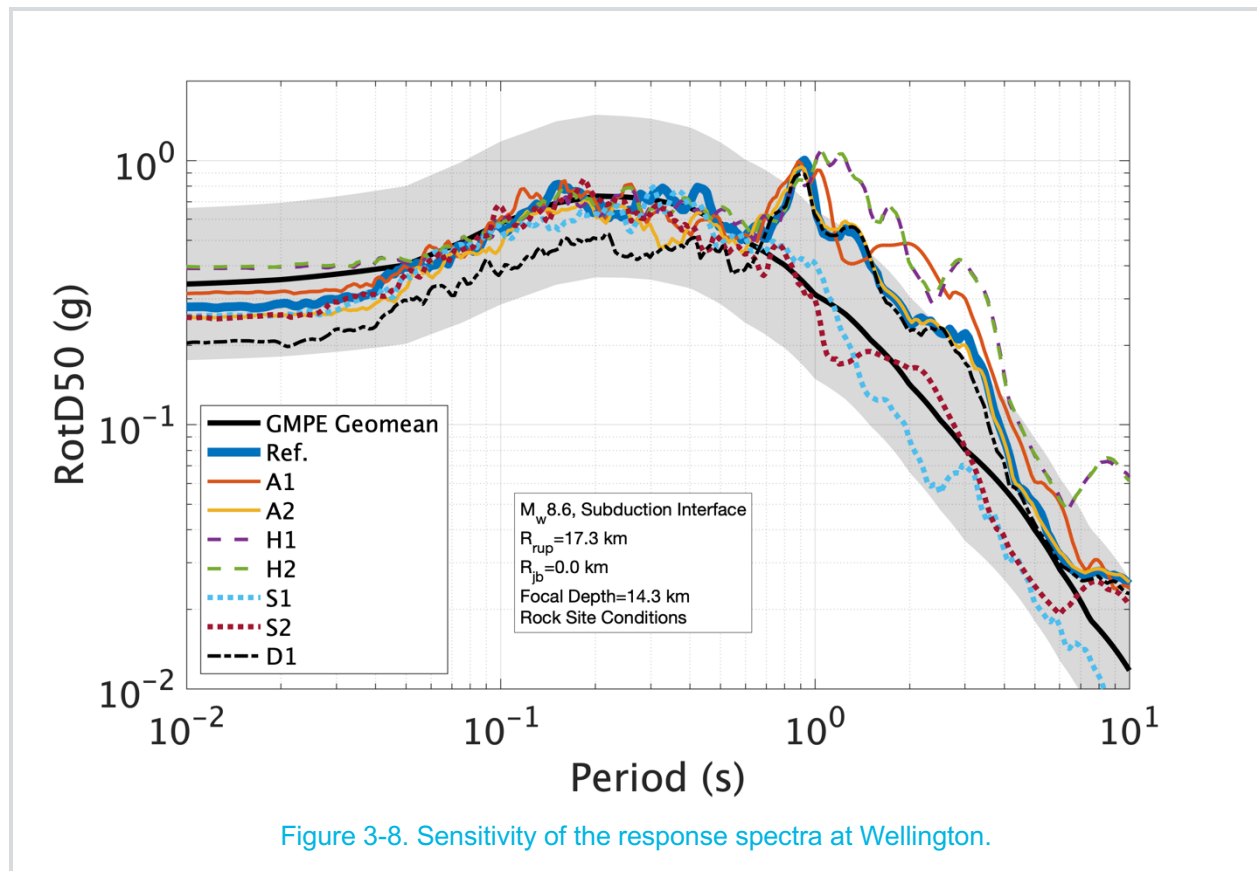 10^0
10^-1
10^-2
RotD50 (g)
GMPE Geomean
Ref.
A1
A2
H1
H2
S1
S2
D1
M_w8.6, Subduction Interface
R_rup=17.3 km
R_jb=0.0 km
Focal Depth=14.3 km
Rock Site Conditions
10^-2 10^-1 10^0 10^1
Period (s)
Figure 3-8. Sensitivity of the response spectra at Wellington.